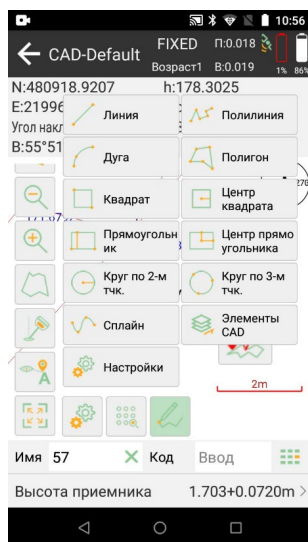 10:56
CAD-Default
FIXED П:0.018
Возраст1 В:0.019
1% 86%
N:480918.9207 h:178.3025
E:21996
Угол накл
B:55°51
Линия
Полилиния
Дуга
Полигон
Квадрат
Центр
квадрата
270
Прямоугольн
ик
Центр прямо
угольника
Круг по 2-м
тчк.
Круг по 3-м
тчк.
Сплайн
Элементы
CAD
Настройки
2m
Имя 57 Код Ввод
Высота приемника 1.703+0.0720m